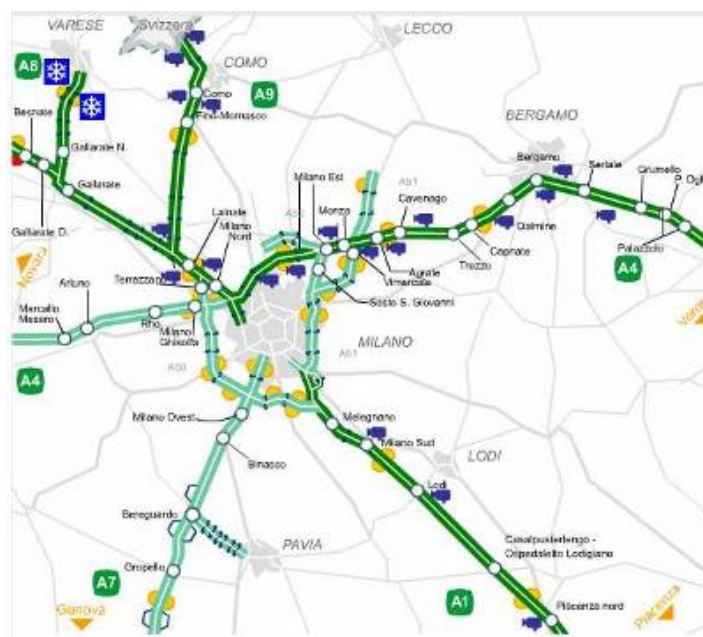 VARESE
Svizzera
LECCO
A8
COMO
A9
Como
Fino-Mornasco
BERGAMO
Besnate
Gallarate N.
Gallarate
Gallarate D.
Bergamo
Seriate
Grumello
Palazzolo
Milano Est
Monza
Cavenago
Dalmine
Capriate
Trezzo
Agrate
Vimercate
Sesto S. Giovanni
A4
Lainate
Milano
Nord
Terrazzano
Novara
Arluno
Marcallo
Mesero
Rho
Milano
Ghisolfa
A4
MILANO
Milano Ovest
Melegnano
Milano Sud
Binasco
LODI
Lodi
Bereguardo
PAVIA
Casalpusterlengo -
Ospedaletto Lodigiano
Gropello
A7
Genova
A1
Piacenza nord
Piacenza